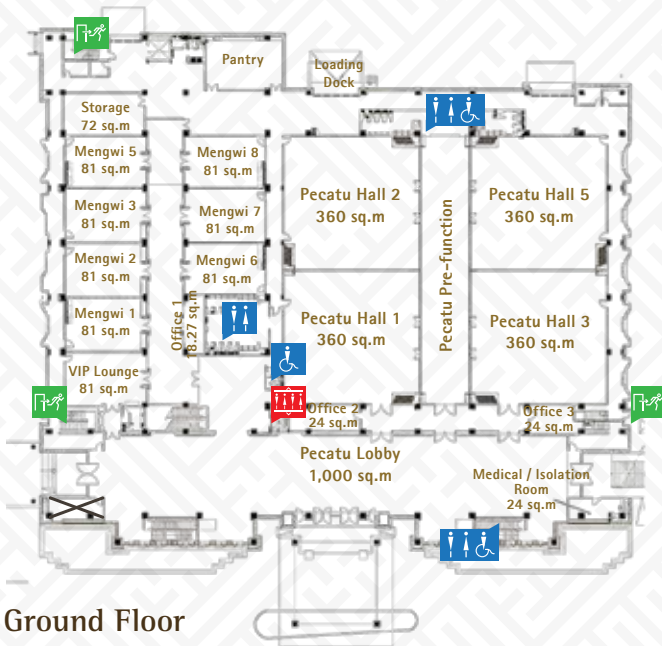 Pantry
Loading
Dock
Storage
72 sq.m
Mengwi 5
81 sq.m
Mengwi 8
81 sq.m
Mengwi 3
81 sq.m
Mengwi 7
81 sq.m
Mengwi 2
81 sq.m
Mengwi 6
81 sq.m
Mengwi 1
81 sq.m
Office 1
8.27 sq.m
VIP Lounge
81 sq.m
Pecatu Hall 2
360 sq.m
Pecatu Hall 5
360 sq.m
Pecatu Pre-function
Pecatu Hall 1
360 sq.m
Pecatu Hall 3
360 sq.m
Office 2
24 sq.m
Office 3
24 sq.m
Pecatu Lobby
1,000 sq.m
Medical / Isolation
Room
24 sq.m
Ground Floor